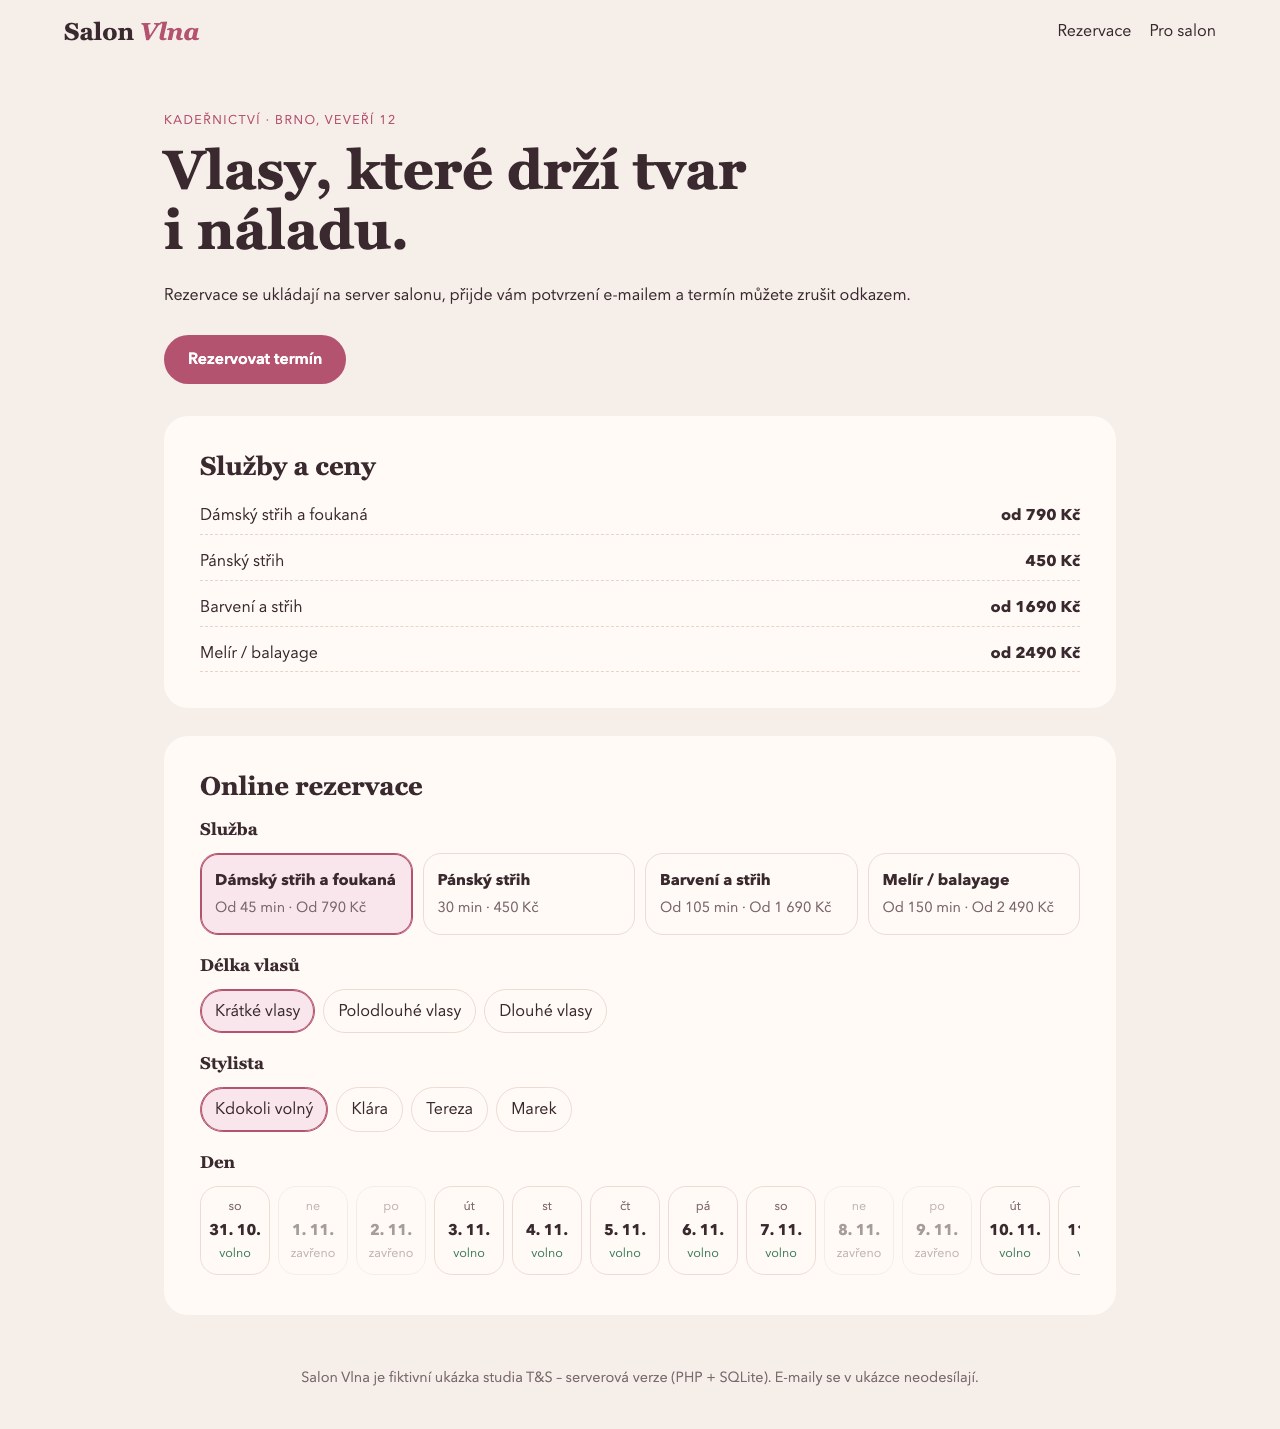 Salon Vlna
Rezervace Pro salon
KADEŘNICTVÍ · BRNO, VEVEŘÍ 12
Vlasy, které drží tvar
i náladu.
Rezervace se ukládají na server salonu, přijde vám potvrzení e-mailem a termín můžete zrušit odkazem.
Rezervovat termín
Služby a ceny
Dámský střih a foukaná od 790 Kč
Pánský střih 450 Kč
Barvení a střih od 1690 Kč
Melír / balayage od 2490 Kč
Online rezervace
Služba
Dámský střih a foukaná
Od 45 min · Od 790 Kč
Pánský střih
30 min · 450 Kč
Barvení a střih
Od 105 min · Od 1 690 Kč
Melír / balayage
Od 150 min · Od 2 490 Kč
Délka vlasů
Krátké vlasy Polodlouhé vlasy Dlouhé vlasy
Stylista
Kdokoli volný Klára Tereza Marek
Den
so ne po út st čt pá so ne po út
31. 10. 1. 11. 2. 11. 3. 11. 4. 11. 5. 11. 6. 11. 7. 11. 8. 11. 9. 11. 10. 11.
volno zavřeno zavřeno volno volno volno volno volno zavřeno zavřeno volno
Salon Vlna je fiktivní ukázka studia T&S – serverová verze (PHP + SQLite). E-maily se v ukázce neodesílají.